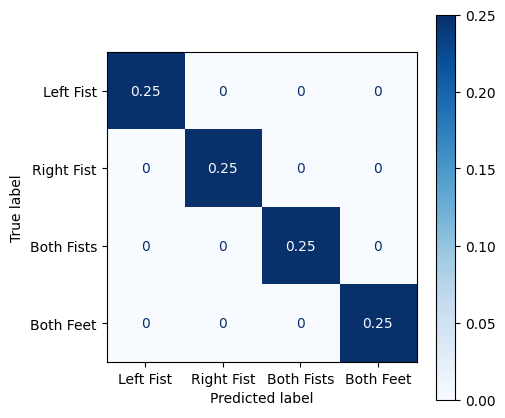 0.25
Left Fist 0.25 0 0 0
0.20
Right Fist 0 0.25 0 0
0.15
True label
Both Fists 0 0 0.25 0
0.10
Both Feet 0 0 0 0.25
0.05
0.00
Left Fist Right Fist Both Fists Both Feet
Predicted label